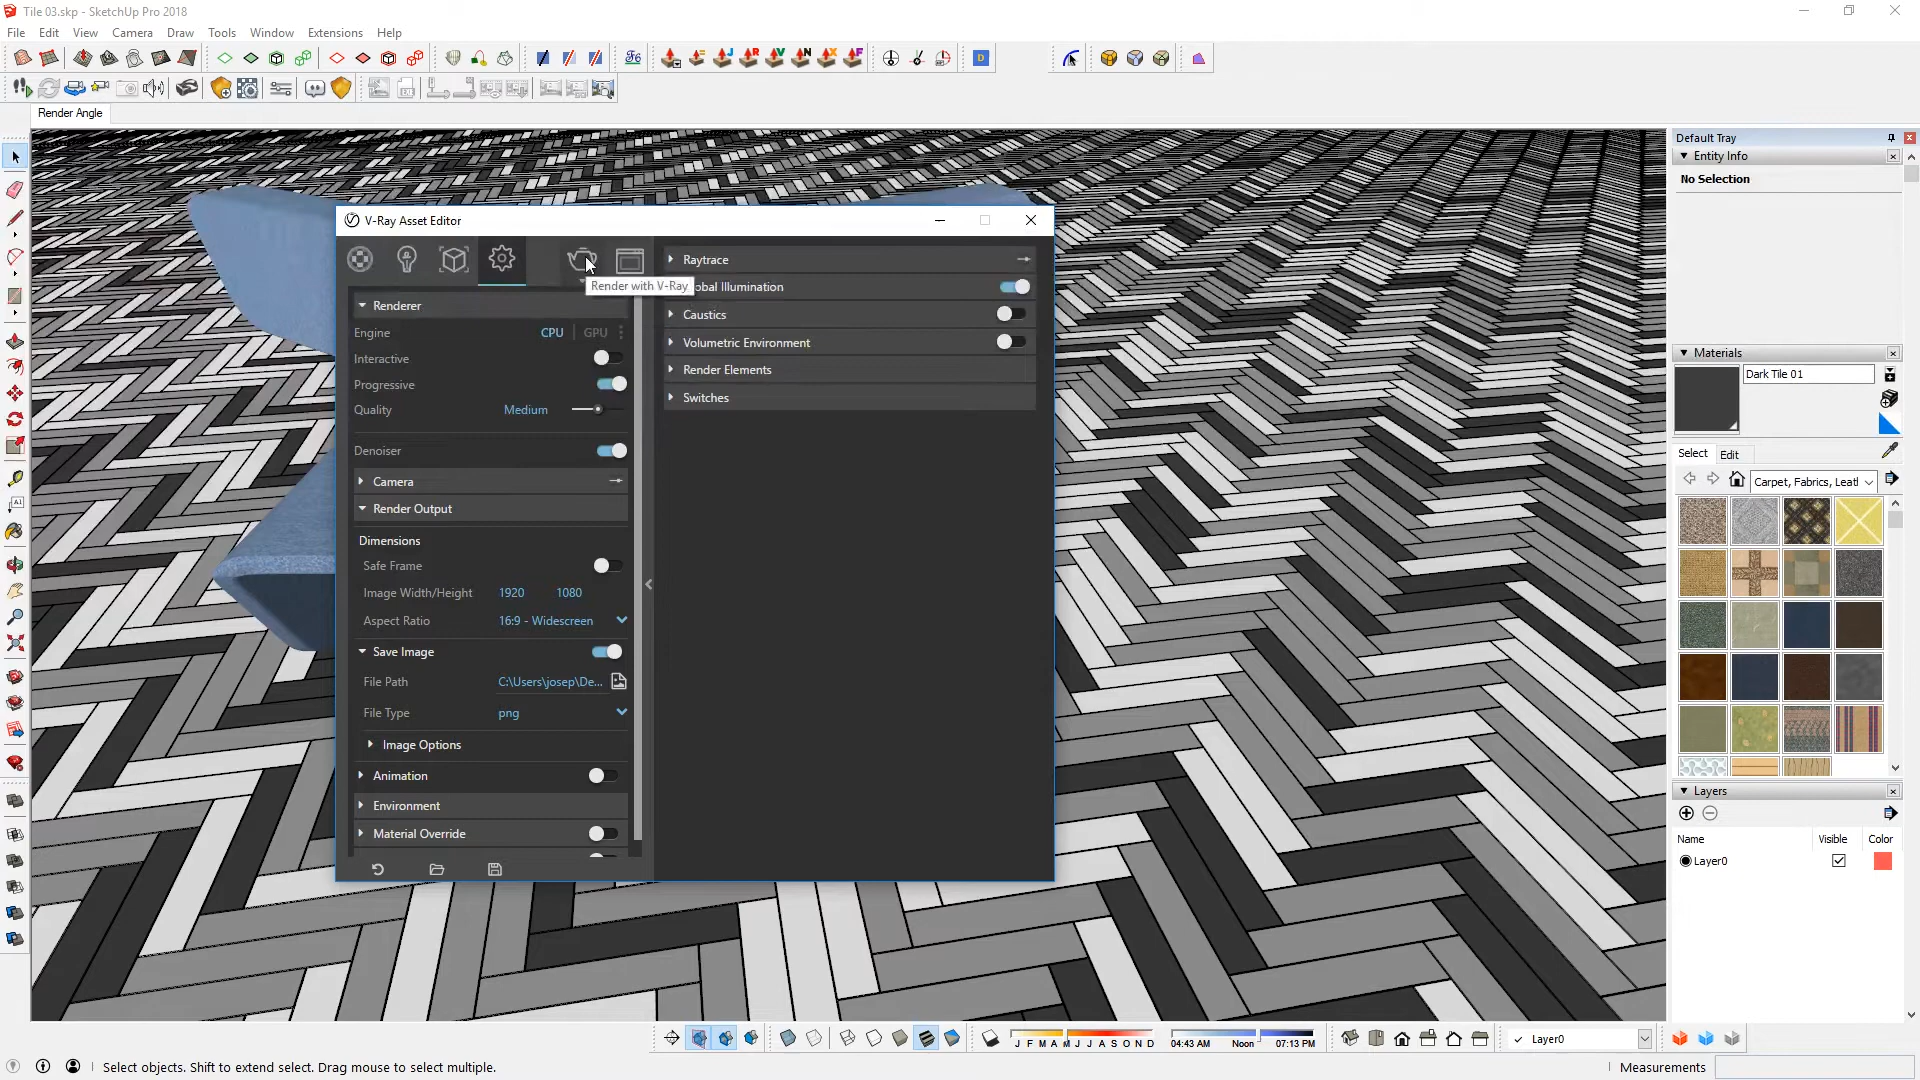 Tile 03.skp - SketchUp Pro 2018
File Edit View Camera Draw Tools Window Extensions Help
Render Angle
Default Tray
Entity Info
No Selection
V-Ray Asset Editor
Render with V-Ray
Renderer
Engine CPU GPU
Interactive
Progressive
Quality Medium
Denoiser
Camera
Render Output
Dimensions
Safe Frame
Image Width/Height 1920 1080
Aspect Ratio 16:9 - Widescreen
Save Image
File Path C:\Users\josep\De...
File Type png
Image Options
Animation
Environment
Material Override
Raytrace
obal Illumination
Caustics
Volumetric Environment
Render Elements
Switches
Materials
Dark Tile 01
Select Edit
Carpet, Fabrics, Leatl
Layers
Name Visible Color
Layer0
J F M A M J J A S O N D
04:43 AM Noon 07:13 PM
Layer0
Select objects. Shift to extend select. Drag mouse to select multiple.
Measurements